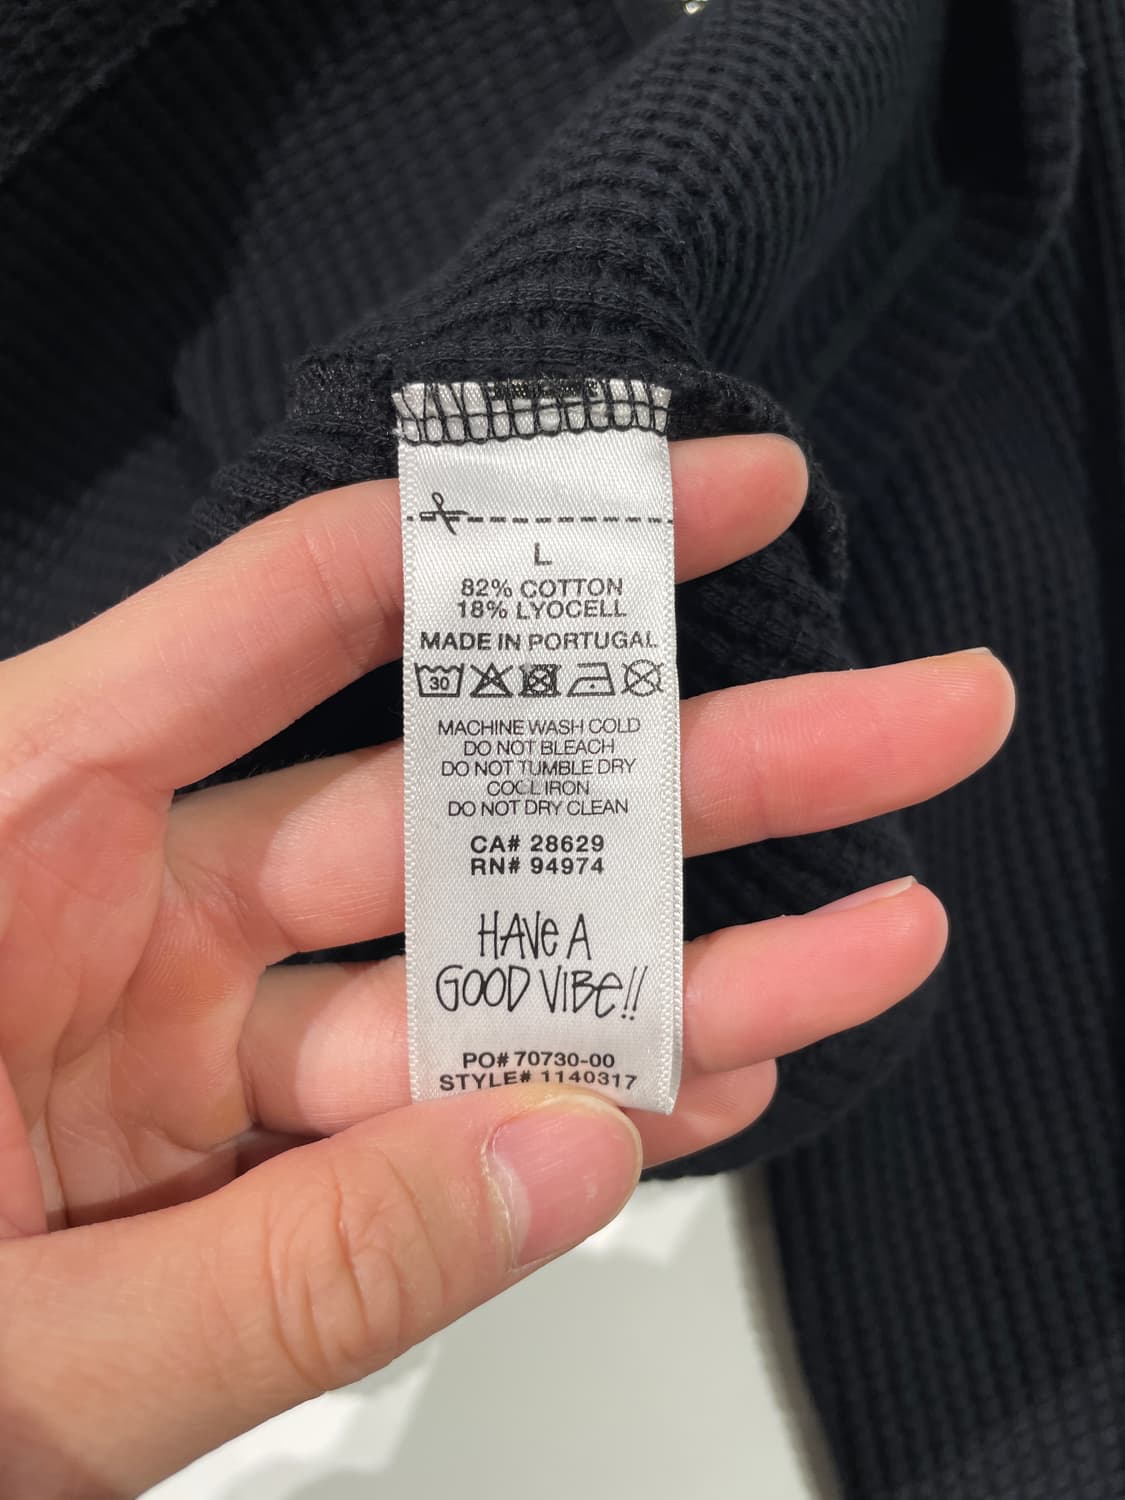 L
82% COTTON
18% LYOCELL
MADE IN PORTUGAL
30
MACHINE WASH COLD
DO NOT BLEACH
DO NOT TUMBLE DRY
COOL IRON
DO NOT DRY CLEAN
CA# 28629
RN# 94974
HAVe A
GOOD VIBe!!
PO# 70730-00
STYLE# 1140317